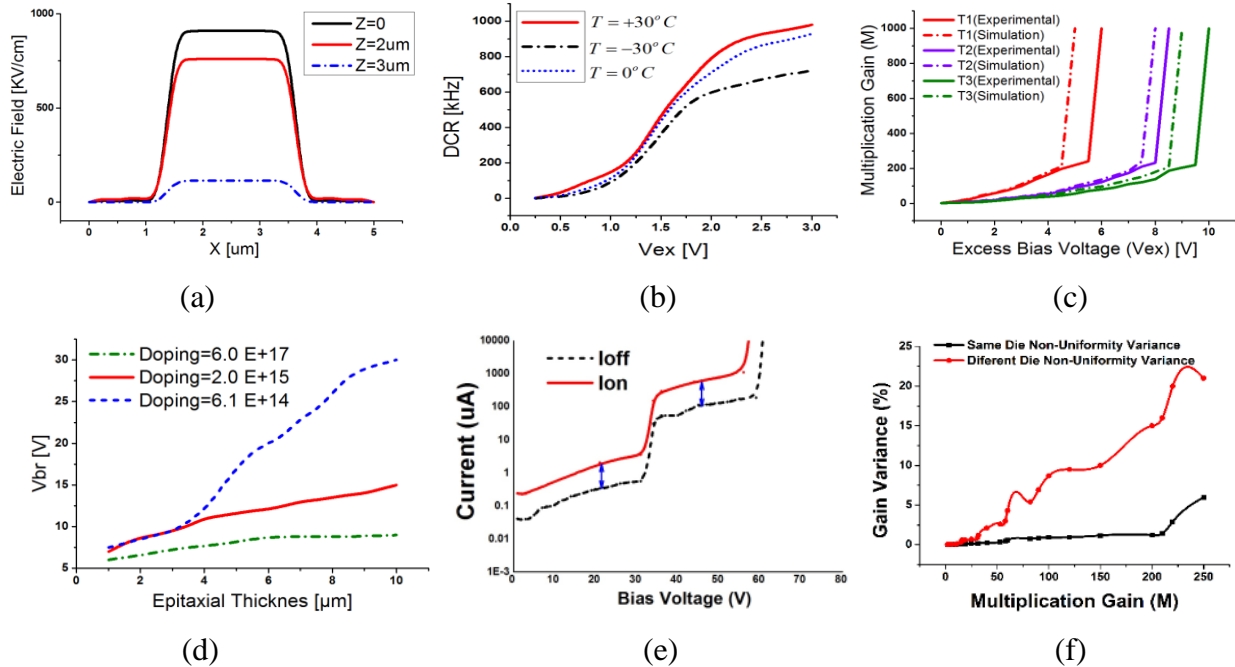 Z=0
Z=2um
Z=3um
Electric Field [KV/cm]
1000
750
500
250
0
0 1 2 3 4 5
X [um]
(a)
T = +30° C
T = −30° C
T = 0° C
DCR [kHz]
1000
800
600
400
200
0
0.0 0.5 1.0 1.5 2.0 2.5 3.0
Vex [V]
(b)
T1(Experimental)
T1(Simulation)
T2(Experimental)
T2(Simulation)
T3(Experimental)
T3(Simulation)
Multiplication Gain (M)
1000
800
600
400
200
0
0 2 4 6 8 10
Excess Bias Voltage (Vex) [V]
(c)
Doping=6.0 E+17
Doping=2.0 E+15
Doping=6.1 E+14
Vbr [V]
30
25
20
15
10
5
2 4 6 8 10
Epitaxial Thicknes [µm]
(d)
Ioff
Ion
Current (uA)
10000
1000
100
10
1
0.1
0.01
1E-3
0 10 20 30 40 50 60 70 80
Bias Voltage (V)
(e)
Same Die Non-Uniformity Variance
Diferent Die Non-Uniformity Variance
Gain Variance (%)
25
20
15
10
5
0
0 50 100 150 200 250
Multiplication Gain (M)
(f)